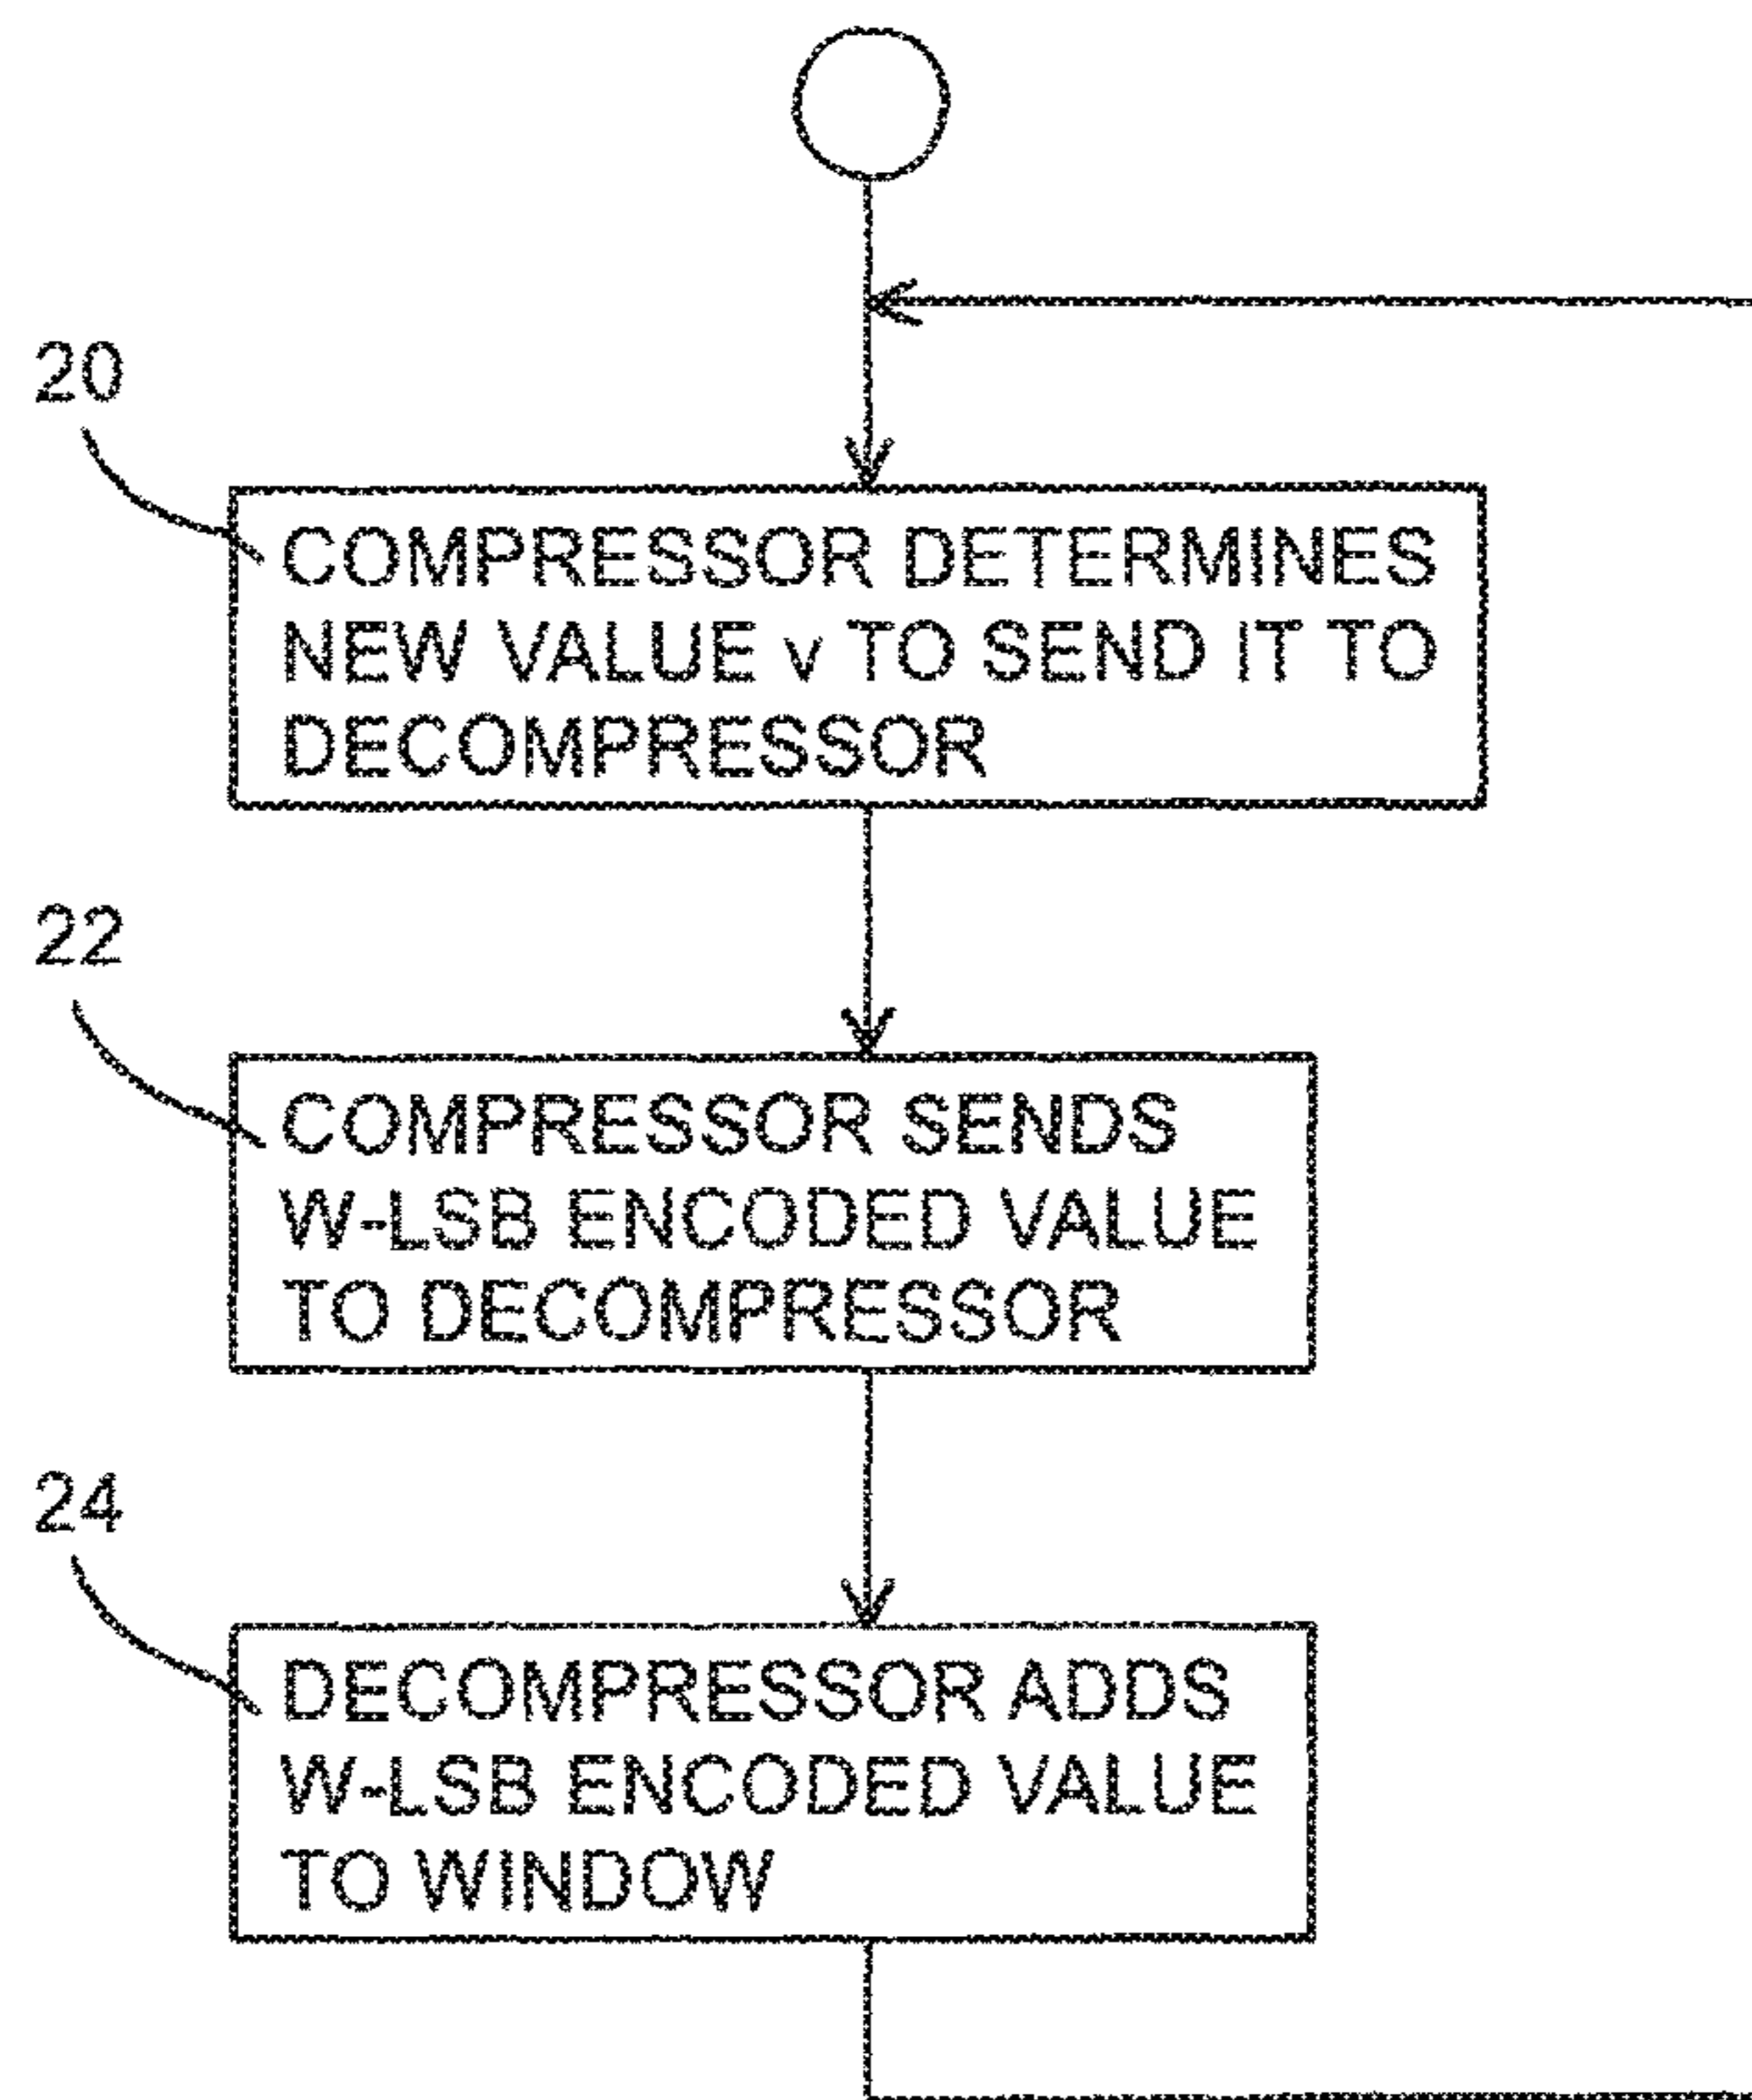 20
COMPRESSOR DETERMINES
NEW VALUE v TO SEND IT TO
DECOMPRESSOR
22
COMPRESSOR SENDS
W-LSB ENCODED VALUE
TO DECOMPRESSOR
24
DECOMPRESSOR ADDS
W-LSB ENCODED VALUE
TO WINDOW